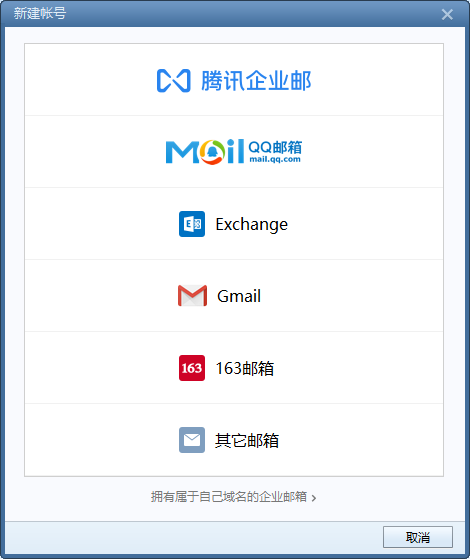 新建帐号
腾讯企业邮
Mail QQ邮箱
mail.qq.com
Exchange
Gmail
163 163邮箱
其它邮箱
拥有属于自己域名的企业邮箱 >
取消